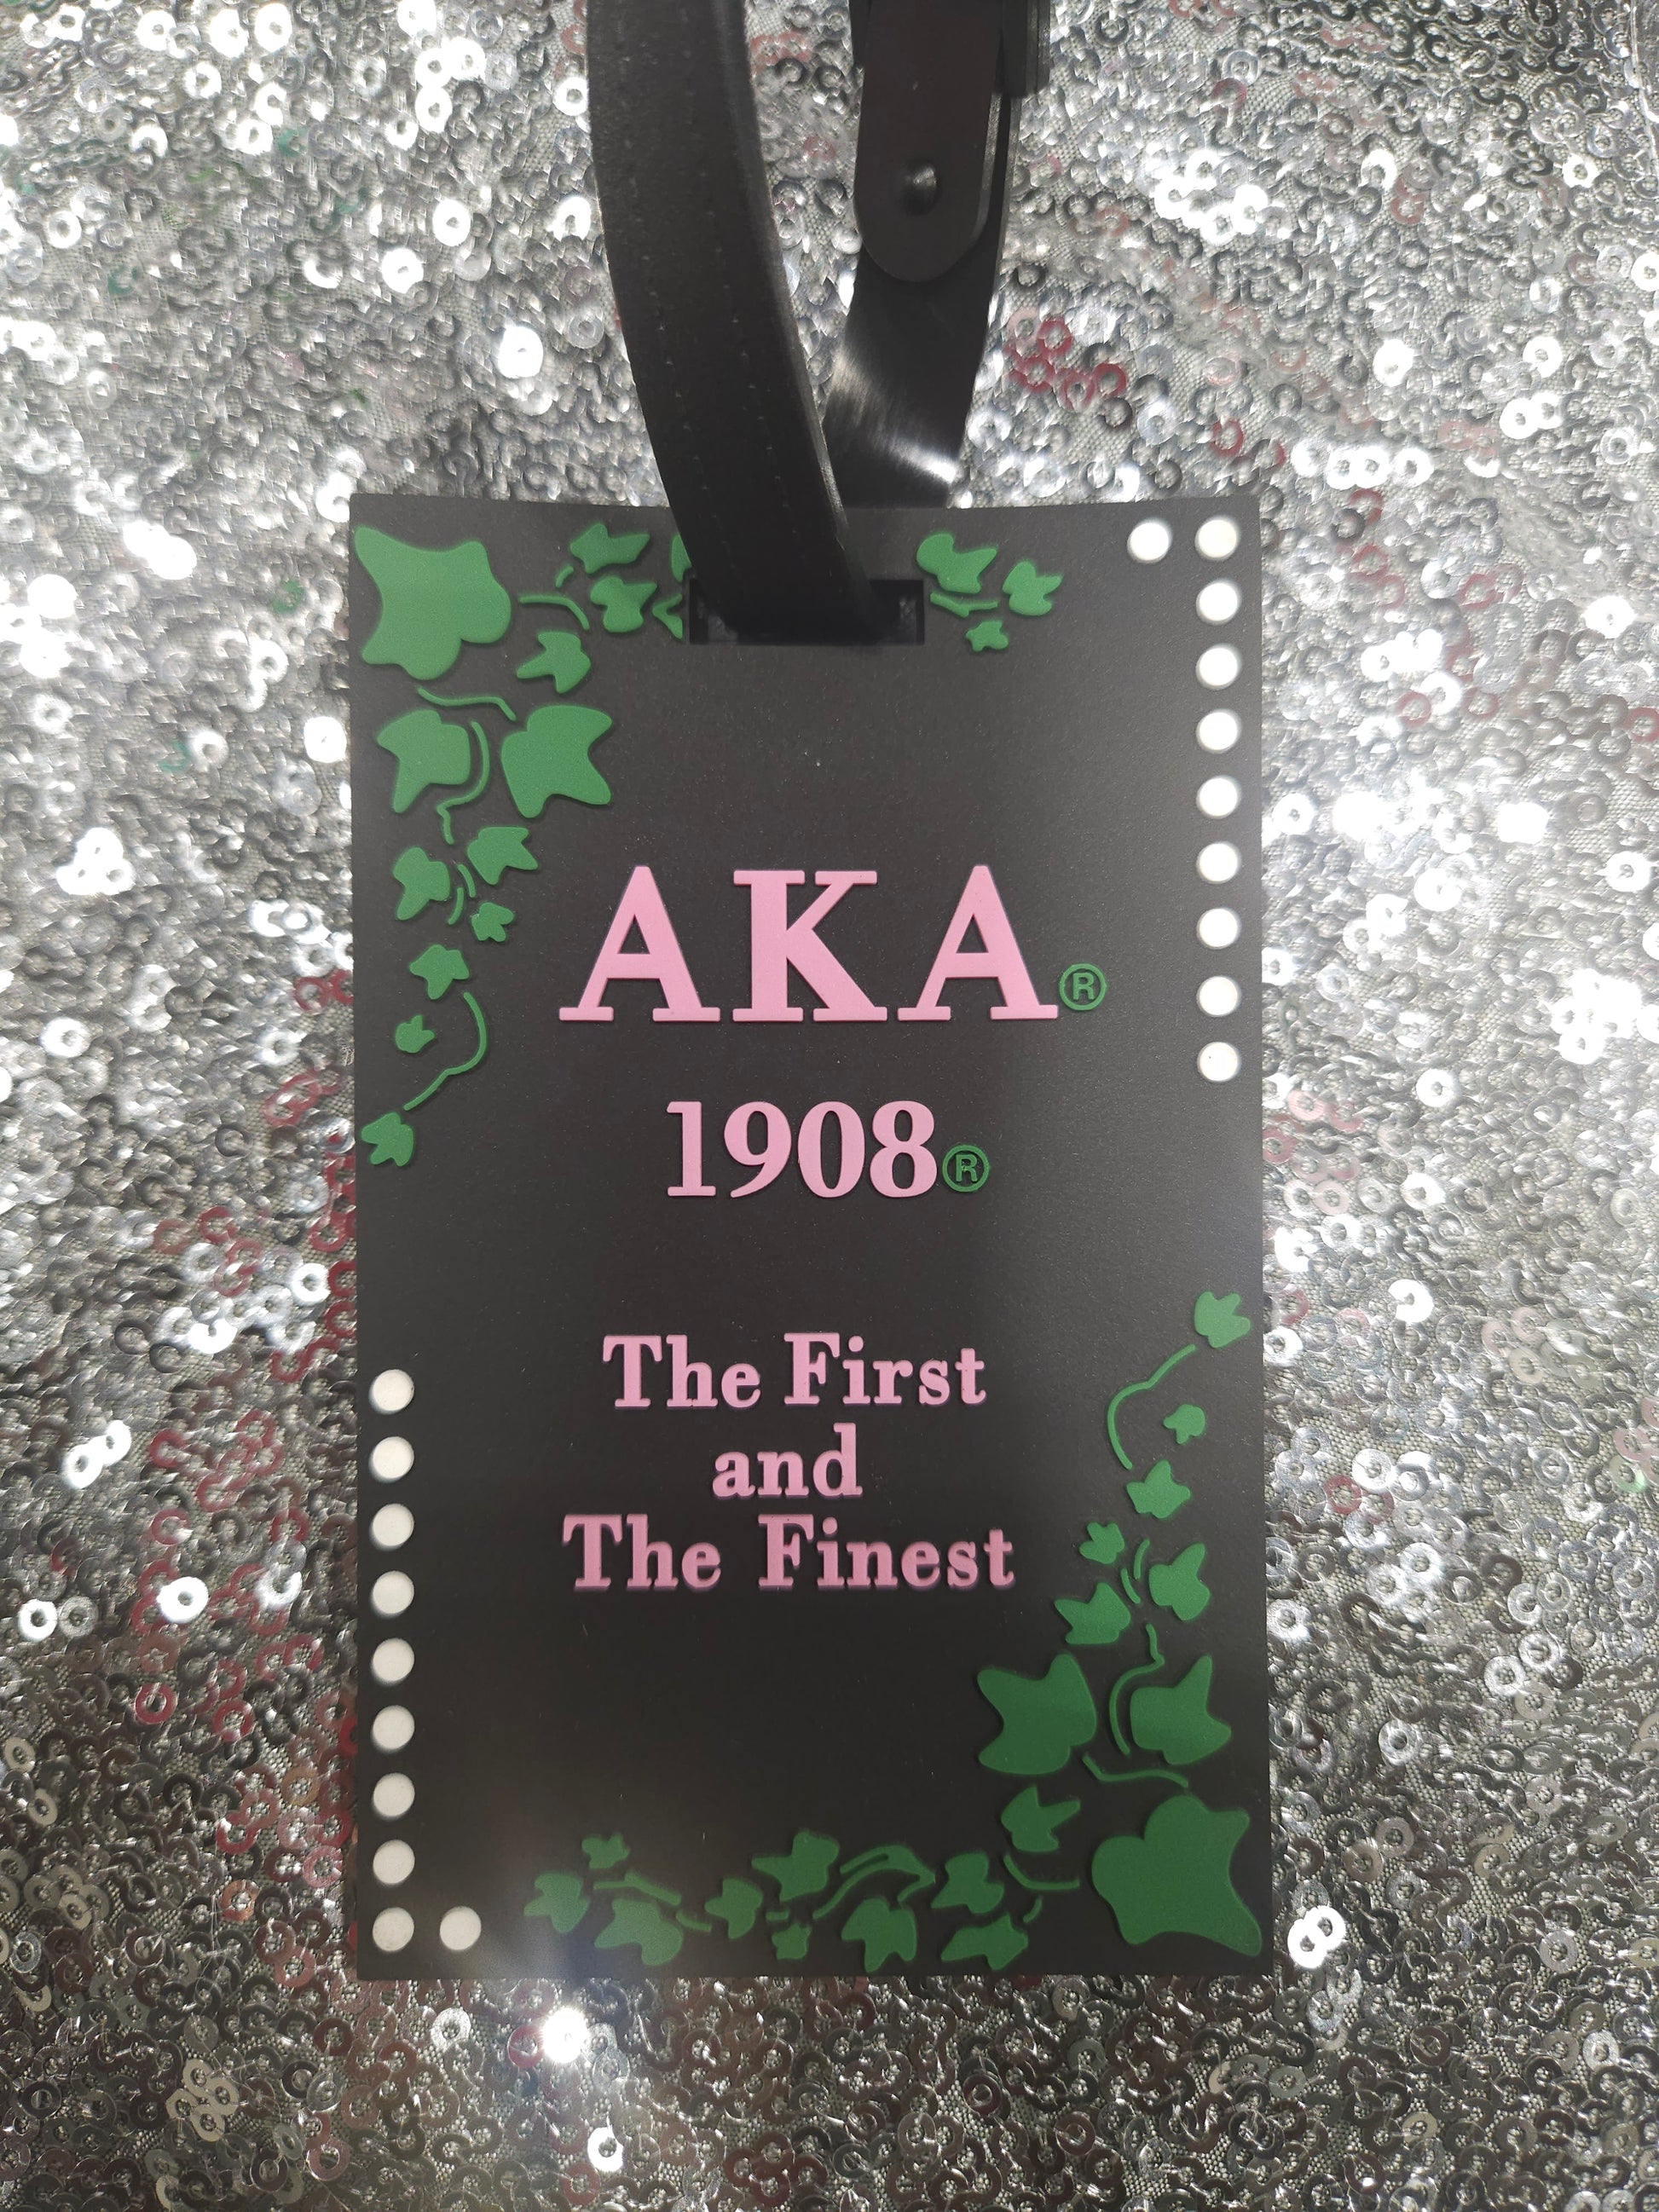 AKA®
1908®
The First
and
The Finest